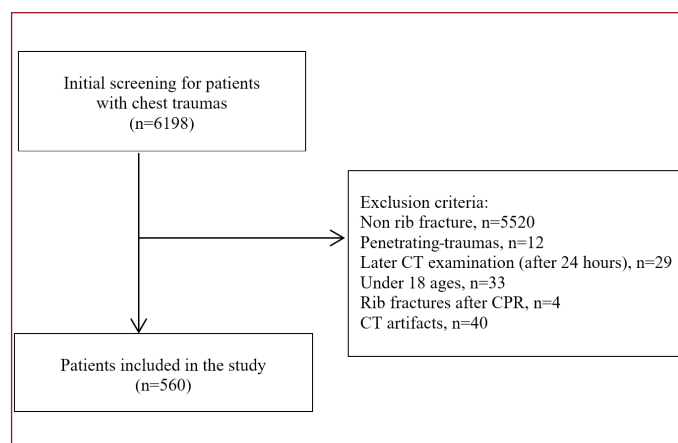 Initial screening for patients
with chest traumas
(n=6198)
Exclusion criteria:
Non rib fracture, n=5520
Penetrating-traumas, n=12
Later CT examination (after 24 hours), n=29
Under 18 ages, n=33
Rib fractures after CPR, n=4
CT artifacts, n=40
Patients included in the study
(n=560)